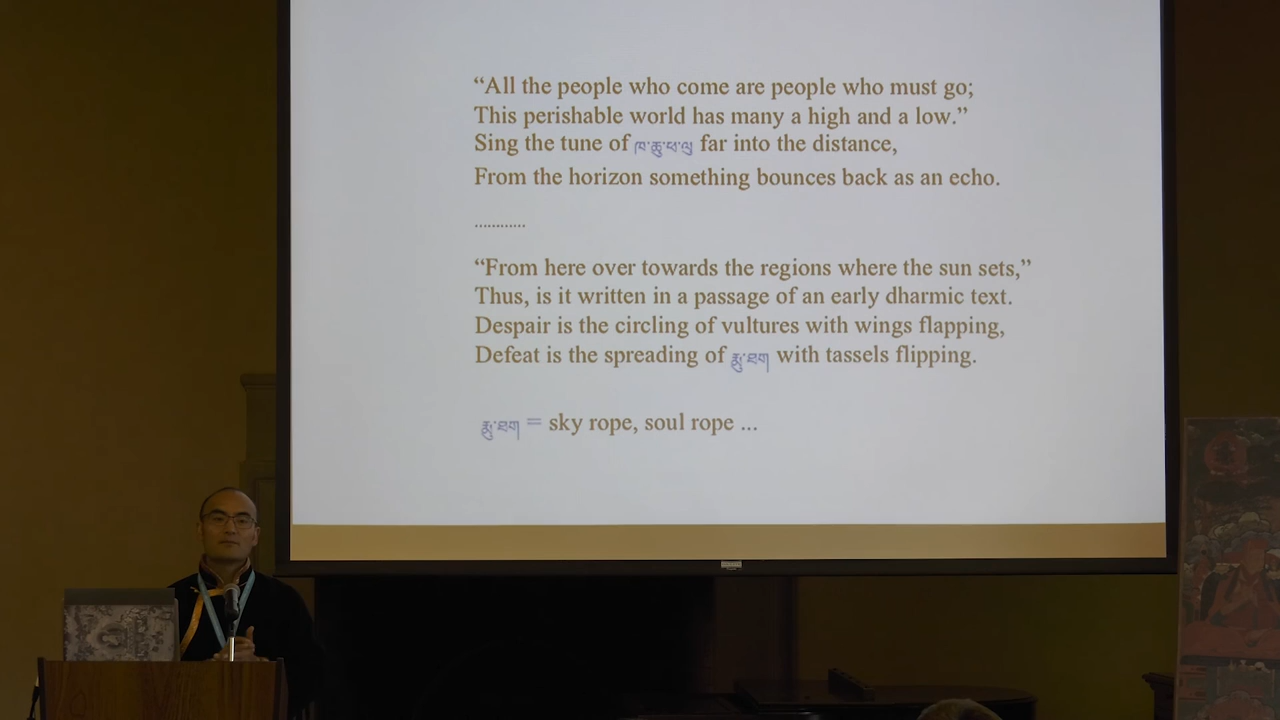 “All the people who come are people who must go;
This perishable world has many a high and a low.”
Sing the tune of ཁ་ཆུ་ཕ་ལུ far into the distance,
From the horizon something bounces back as an echo.
............
“From here over towards the regions where the sun sets,”
Thus, is it written in a passage of an early dharmic text.
Despair is the circling of vultures with wings flapping,
Defeat is the spreading of རྨུ་ཐག with tassels flipping.
རྨུ་ཐག = sky rope, soul rope ...